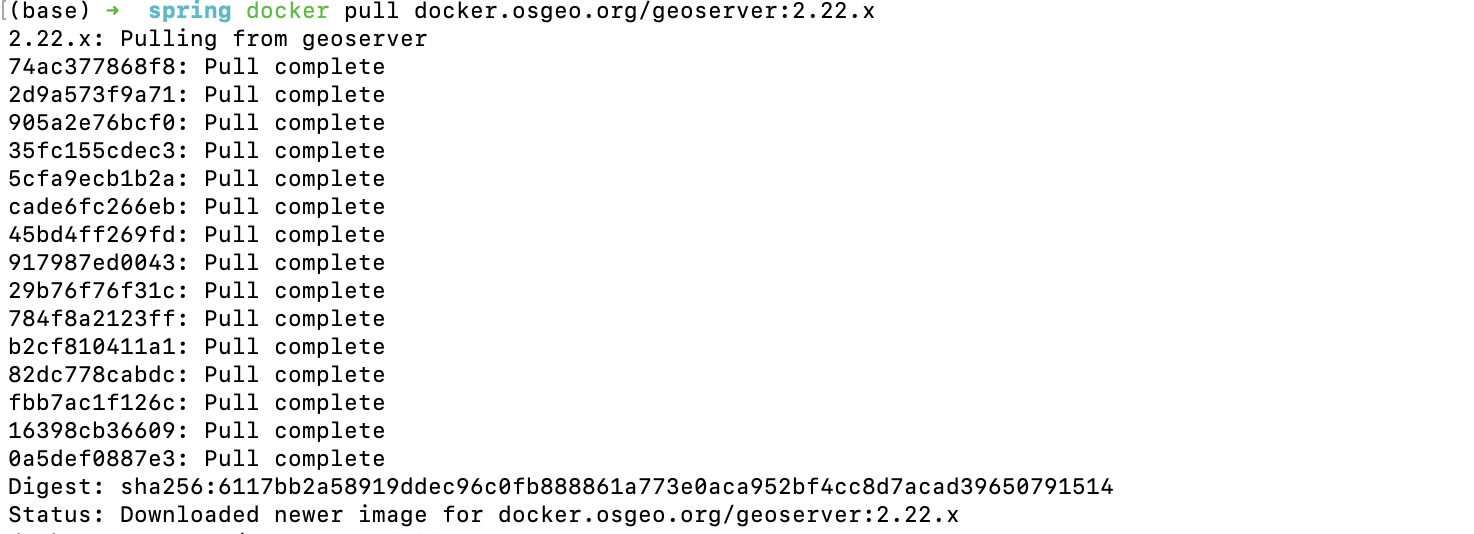 (base) ➜  spring docker pull docker.osgeo.org/geoserver:2.22.x
2.22.x: Pulling from geoserver
74ac377868f8: Pull complete
2d9a573f9a71: Pull complete
905a2e76bcf0: Pull complete
35fc155cdec3: Pull complete
5cfa9ecb1b2a: Pull complete
cade6fc266eb: Pull complete
45bd4ff269fd: Pull complete
917987ed0043: Pull complete
29b76f76f31c: Pull complete
784f8a2123ff: Pull complete
b2cf810411a1: Pull complete
82dc778cabdc: Pull complete
fbb7ac1f126c: Pull complete
16398cb36609: Pull complete
0a5def0887e3: Pull complete
Digest: sha256:6117bb2a58919ddec96c0fb888861a773e0aca952bf4cc8d7acad39650791514
Status: Downloaded newer image for docker.osgeo.org/geoserver:2.22.x